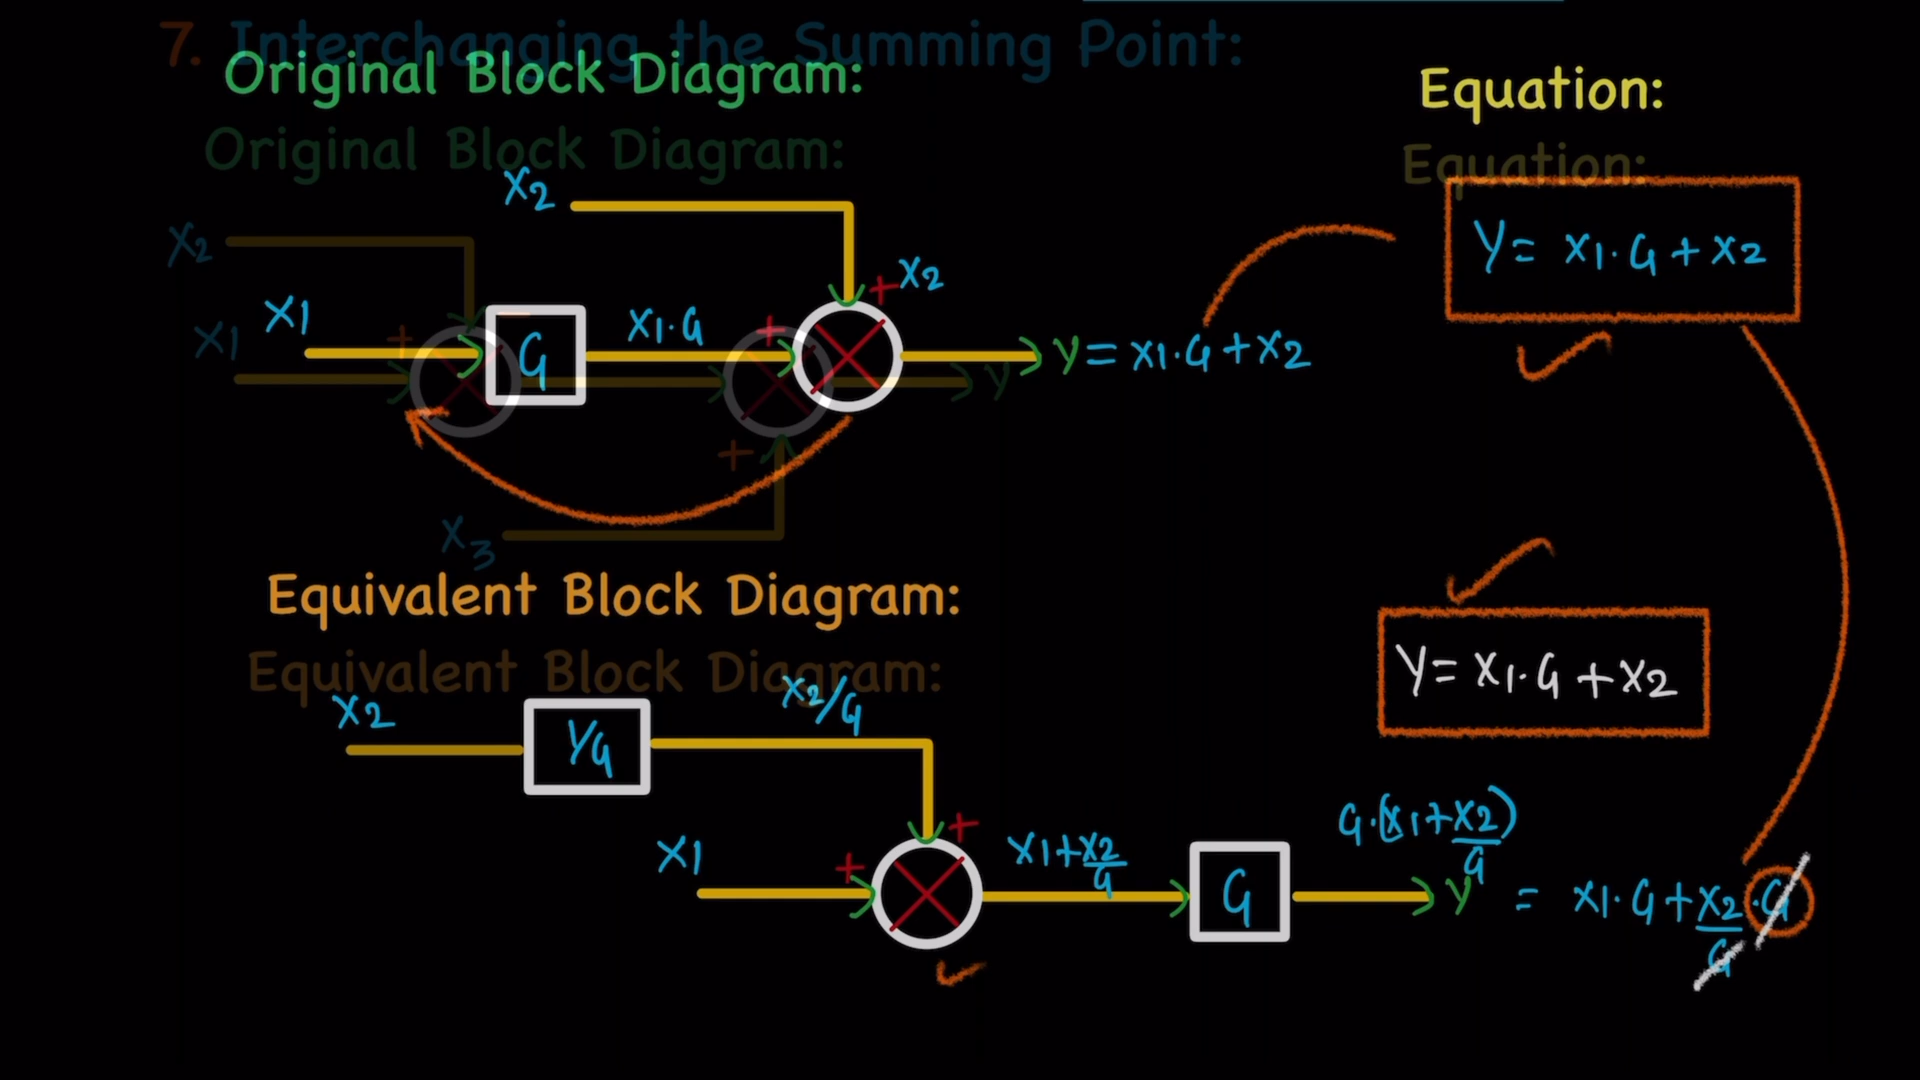 7. Interchanging the Summing Point:
Original Block Diagram:
Equation:
Original Block Diagram:
Equation:
X2
X2
+ X2
Y = X1·G + X2
X1
X1
+
G
X1·G
+
Y = X1·G + X2
Y
+
X3
Equivalent Block Diagram:
Equivalent Block Diagram:
Y = X1·G + X2
X2
1/G
X2/G
+
X1
+
X1 + X2/G
G
G·(X1 + X2/G)
Y = X1·G + X2/G·G